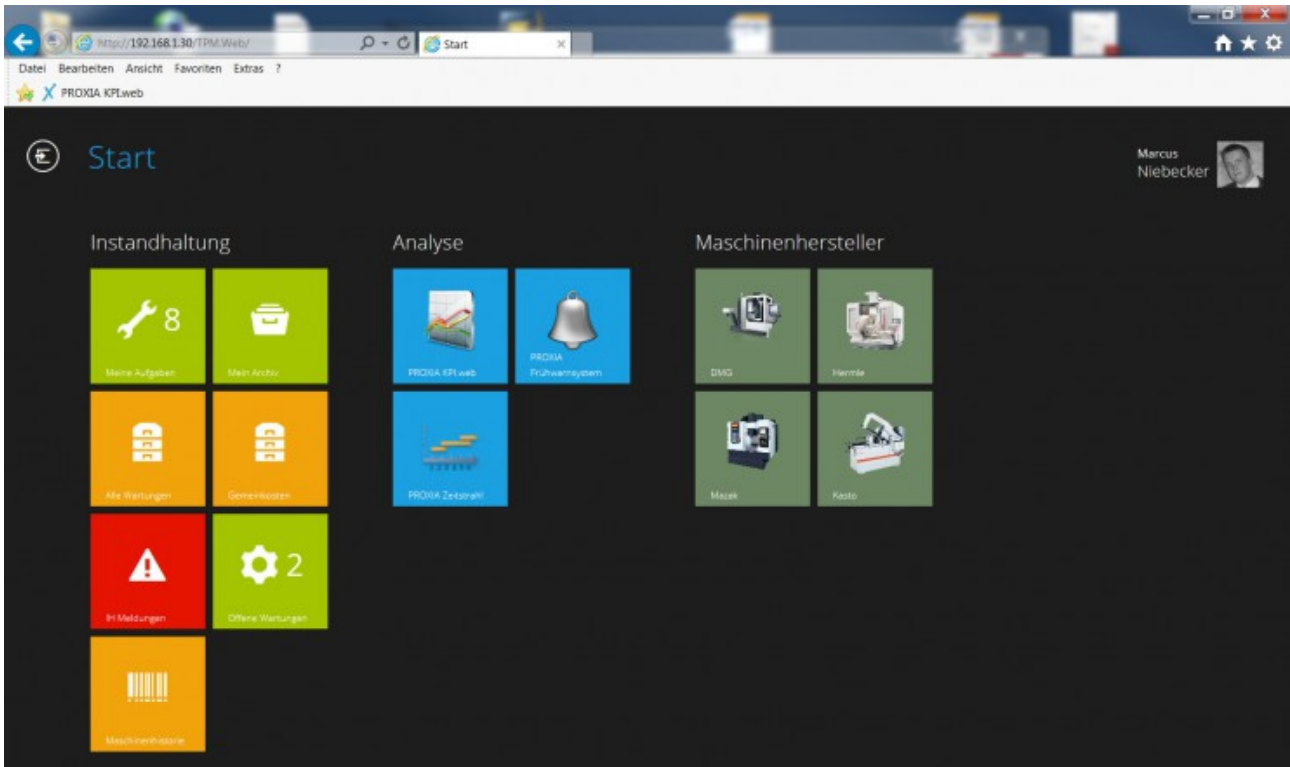 http://192.168.1.30/TPM.Web/
Start
Datei Bearbeiten Ansicht Favoriten Extras ?
PROXIA KPI.web
Start
Marcus
Niebecker
Instandhaltung
Analyse
Maschinenhersteller
8
Meine Aufgaben
Mein Archiv
PROXIA KPI.web
PROXIA
Frühwarnsystem
DMG
Hermle
Alle Wartungen
Gemeinkosten
PROXIA Zeitstrahl
Mazak
Kasto
IH Meldungen
2
Offene Wartungen
Maschinenhistorie